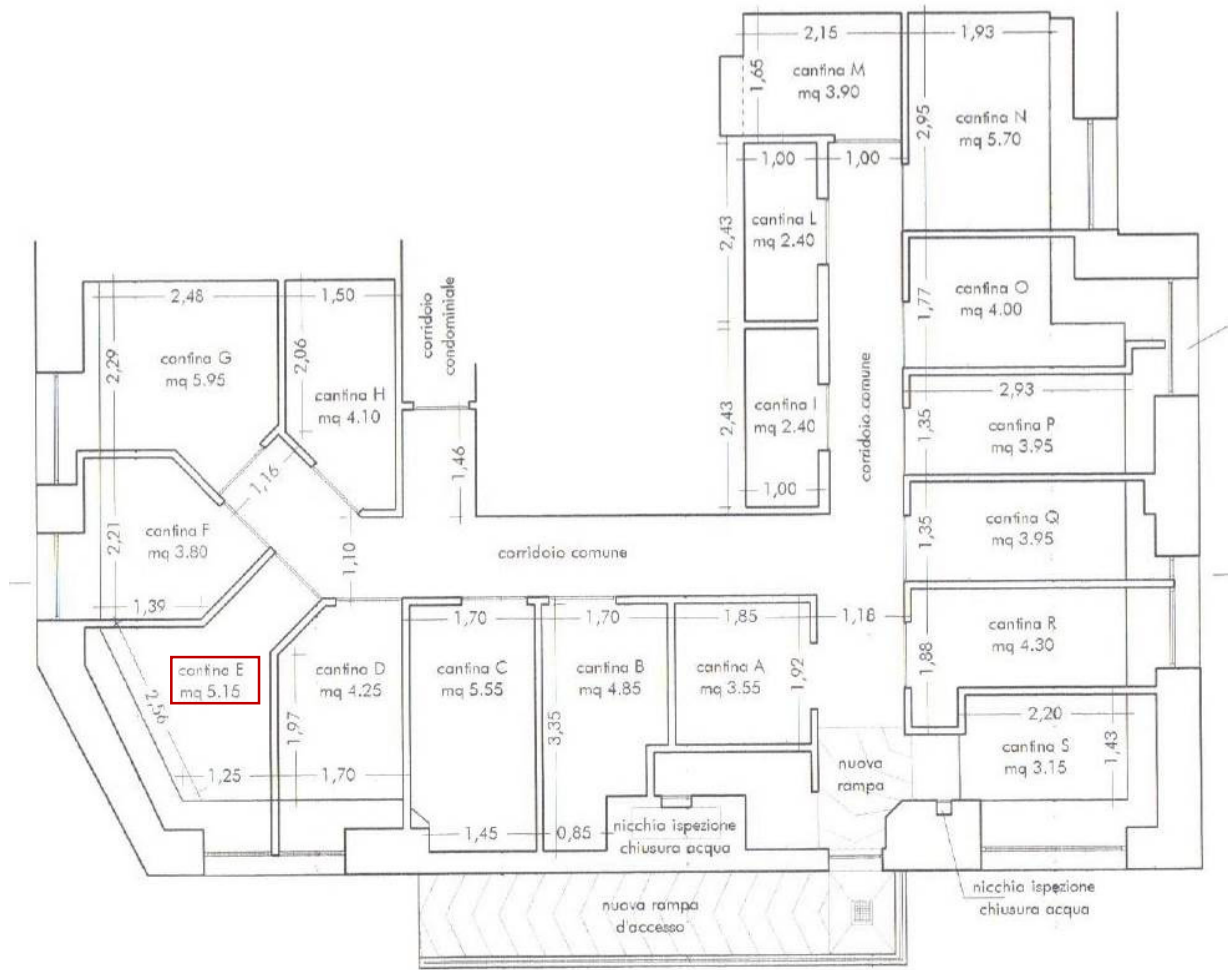 2,15
1,93
1,65
cantina M
mq 3.90
2,95
cantina N
mq 5.70
1,00
1,00
cantina L
mq 2.40
2,43
corridoio
condominiale
2,48
1,50
cantina O
mq 4.00
1,77
2,29
cantina G
mq 5.95
2,06
cantina H
mq 4.10
2,43
cantina I
mq 2.40
corridoio comune
2,93
1,35
cantina P
mq 3.95
1,16
1,46
1,00
2,21
cantina F
mq 3.80
1,10
corridoio comune
1,35
cantina Q
mq 3.95
1,39
1,70
1,70
1,85
1,18
cantina R
mq 4.30
cantina E
mq 5.15
cantina D
mq 4.25
cantina C
mq 5.55
cantina B
mq 4.85
cantina A
mq 3.55
1,92
1,88
2,56
1,97
3,35
2,20
cantina S
mq 3.15
1,43
1,25
1,70
nuova
rampa
1,45
0,85
nicchia ispezione
chiusura acqua
nicchia ispezione
chiusura acqua
nuova rampa
d'accesso